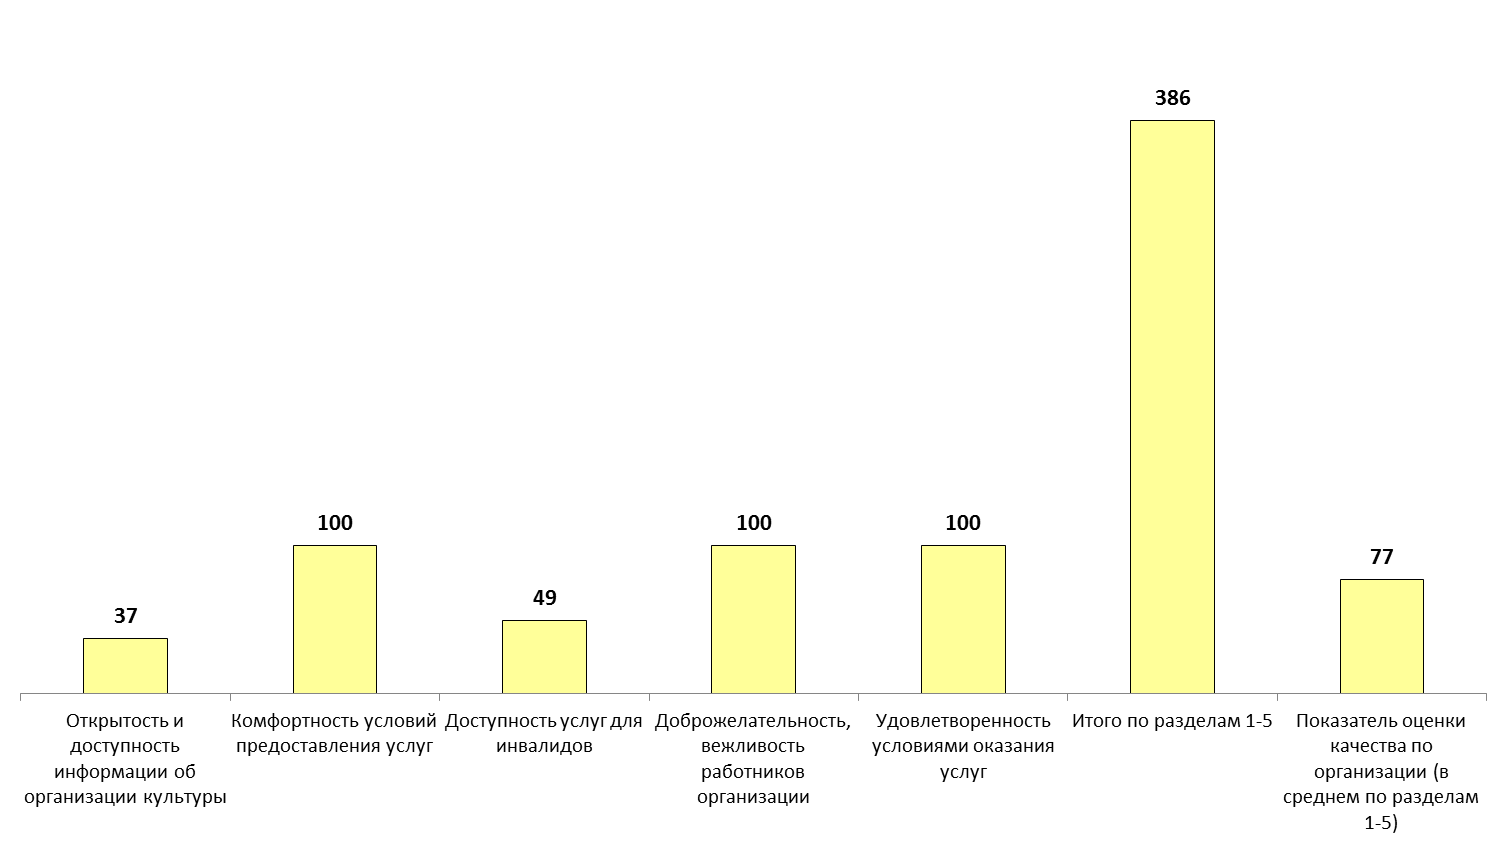 386
100
100
100
77
49
37
Открытость и
доступность
информации об
организации культуры
Комфортность условий
предоставления услуг
Доступность услуг для
инвалидов
Доброжелательность,
вежливость
работников
организации
Удовлетворенность
условиями оказания
услуг
Итого по разделам 1-5
Показатель оценки
качества по
организации (в
среднем по разделам
1-5)